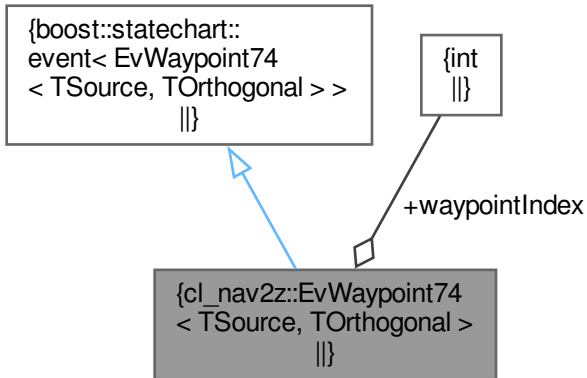 {boost::statechart::
event< EvWaypoint74
< TSource, TOrthogonal > >
||}
{int
||}
+waypointIndex
{cl_nav2z::EvWaypoint74
< TSource, TOrthogonal >
||}